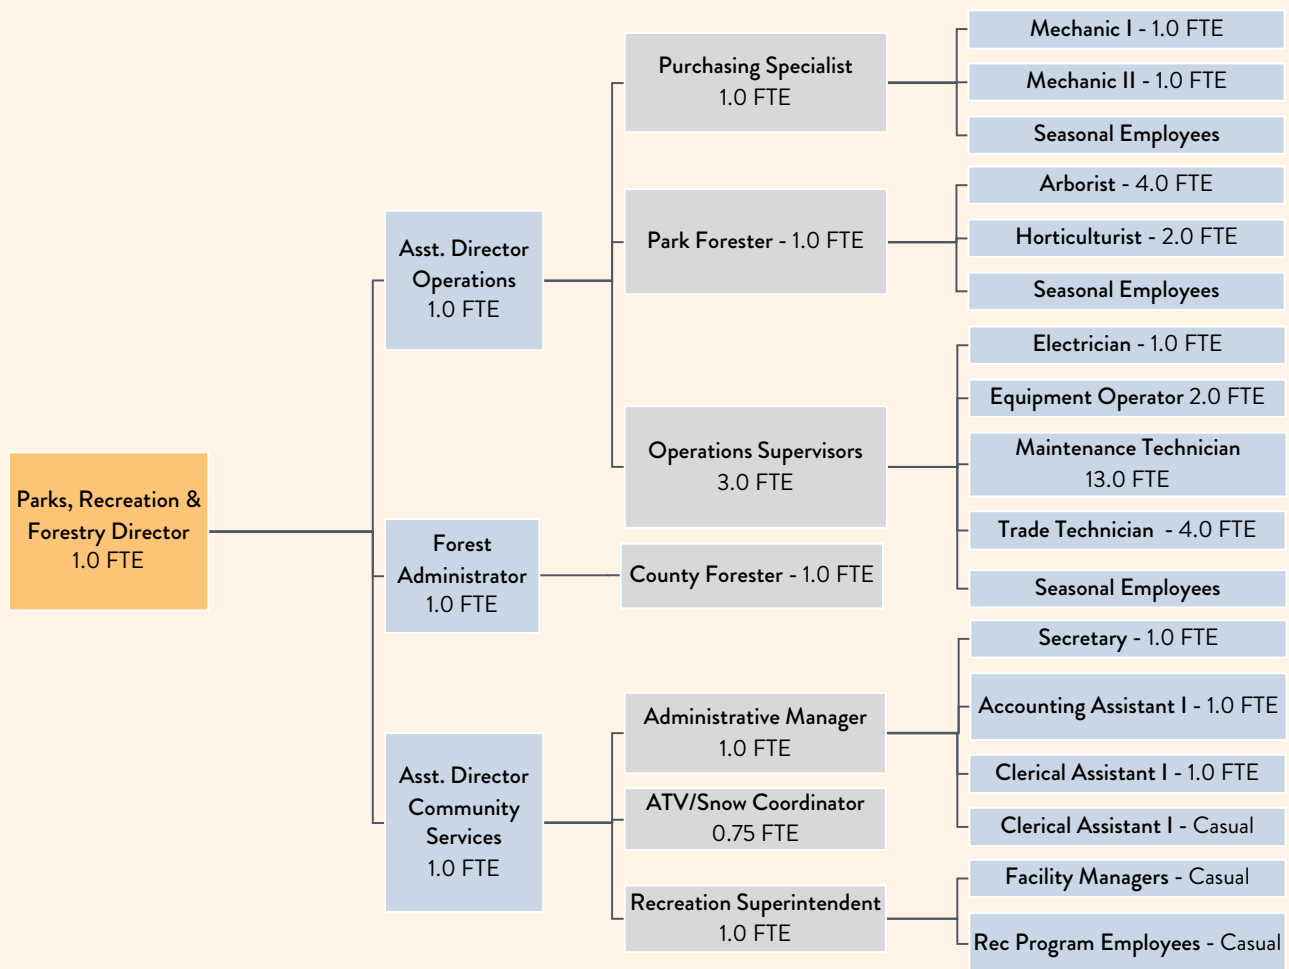 Parks, Recreation &
Forestry Director
1.0 FTE
Asst. Director
Operations
1.0 FTE
Purchasing Specialist
1.0 FTE
Mechanic I - 1.0 FTE
Mechanic II - 1.0 FTE
Seasonal Employees
Park Forester - 1.0 FTE
Arborist - 4.0 FTE
Horticulturist - 2.0 FTE
Seasonal Employees
Operations Supervisors
3.0 FTE
Electrician - 1.0 FTE
Equipment Operator 2.0 FTE
Maintenance Technician
13.0 FTE
Trade Technician - 4.0 FTE
Seasonal Employees
Forest
Administrator
1.0 FTE
County Forester - 1.0 FTE
Asst. Director
Community
Services
1.0 FTE
Administrative Manager
1.0 FTE
Secretary - 1.0 FTE
Accounting Assistant I - 1.0 FTE
Clerical Assistant I - 1.0 FTE
Clerical Assistant I - Casual
ATV/Snow Coordinator
0.75 FTE
Recreation Superintendent
1.0 FTE
Facility Managers - Casual
Rec Program Employees - Casual